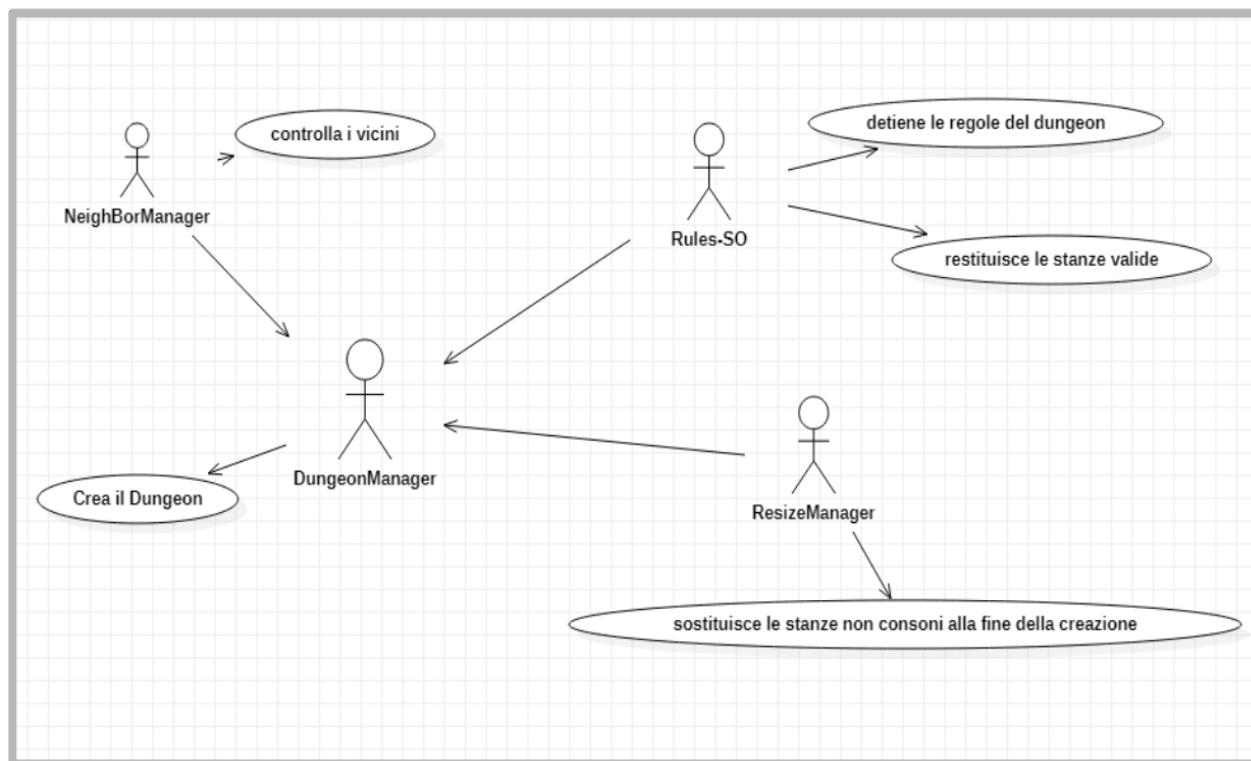 controlla i vicini
detiene le regole del dungeon
NeighBorManager
Rules-SO
restituisce le stanze valide
DungeonManager
Crea il Dungeon
ResizeManager
sostituisce le stanze non consoni alla fine della creazione